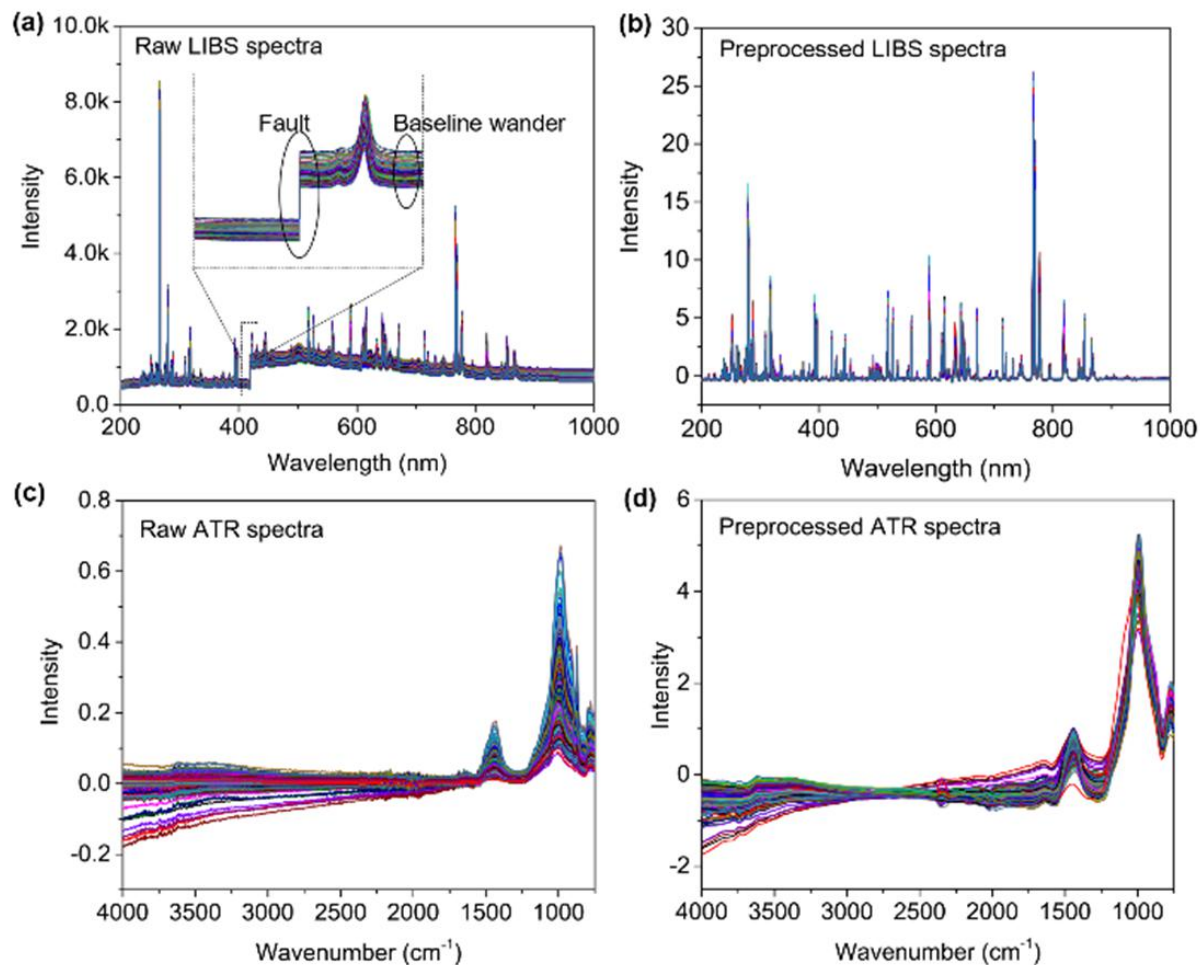 (a)
10.0k
8.0k
6.0k
4.0k
2.0k
0.0
Intensity
Raw LIBS spectra
Fault
Baseline wander
200
400
600
800
1000
Wavelength (nm)
(b)
30
25
20
15
10
5
0
Intensity
Preprocessed LIBS spectra
200
400
600
800
1000
Wavelength (nm)
(c)
0.8
0.6
0.4
0.2
0.0
-0.2
Intensity
Raw ATR spectra
4000
3500
3000
2500
2000
1500
1000
Wavenumber (cm⁻¹)
(d)
6
4
2
0
-2
Intensity
Preprocessed ATR spectra
4000
3500
3000
2500
2000
1500
1000
Wavenumber (cm⁻¹)